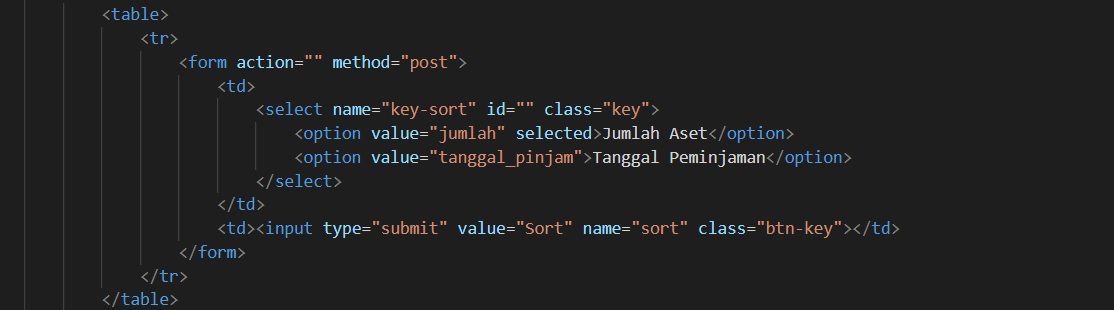 <table>
<tr>
<form action="" method="post">
<td>
<select name="key-sort" id="" class="key">
<option value="jumlah" selected>Jumlah Aset</option>
<option value="tanggal_pinjam">Tanggal Peminjaman</option>
</select>
</td>
<td><input type="submit" value="Sort" name="sort" class="btn-key"></td>
</form>
</tr>
</table>